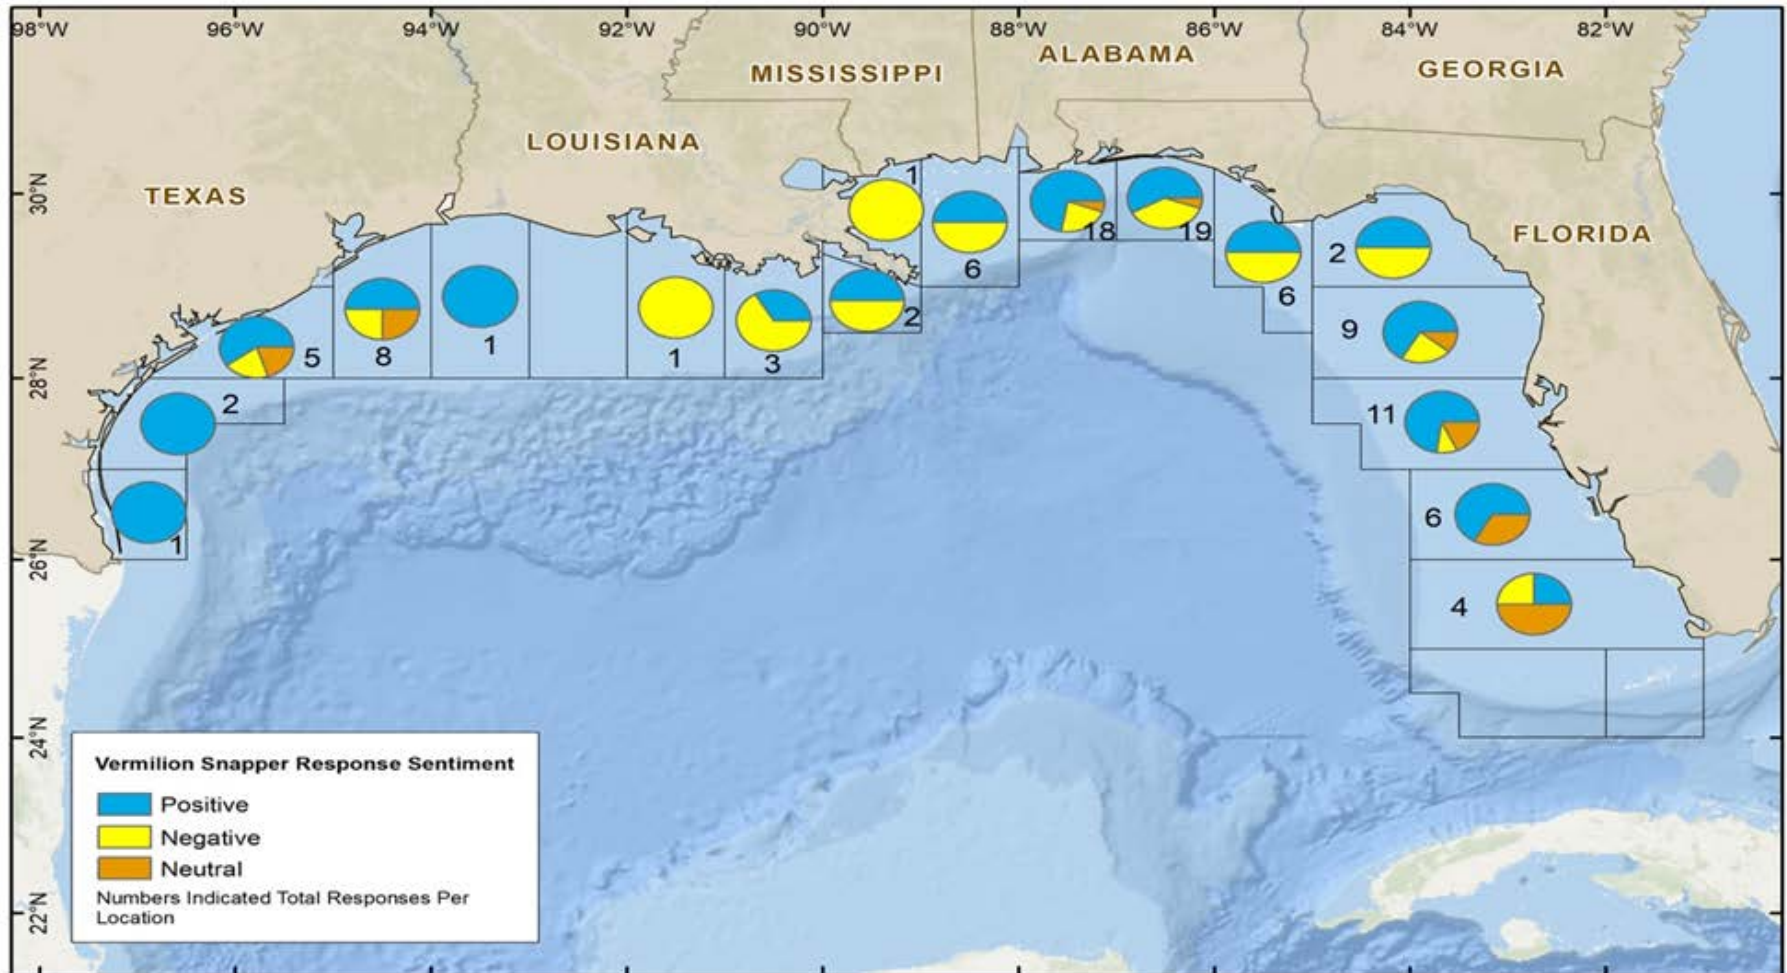 98°W 96°W 94°W 92°W 90°W 88°W 86°W 84°W 82°W
ALABAMA
MISSISSIPPI
GEORGIA
LOUISIANA
TEXAS
FLORIDA
30°N
28°N
26°N
24°N
22°N
1
18
19
6
6
2
2
9
5
8
1
1
3
2
11
1
6
4
Vermilion Snapper Response Sentiment
Positive
Negative
Neutral
Numbers Indicated Total Responses Per
Location